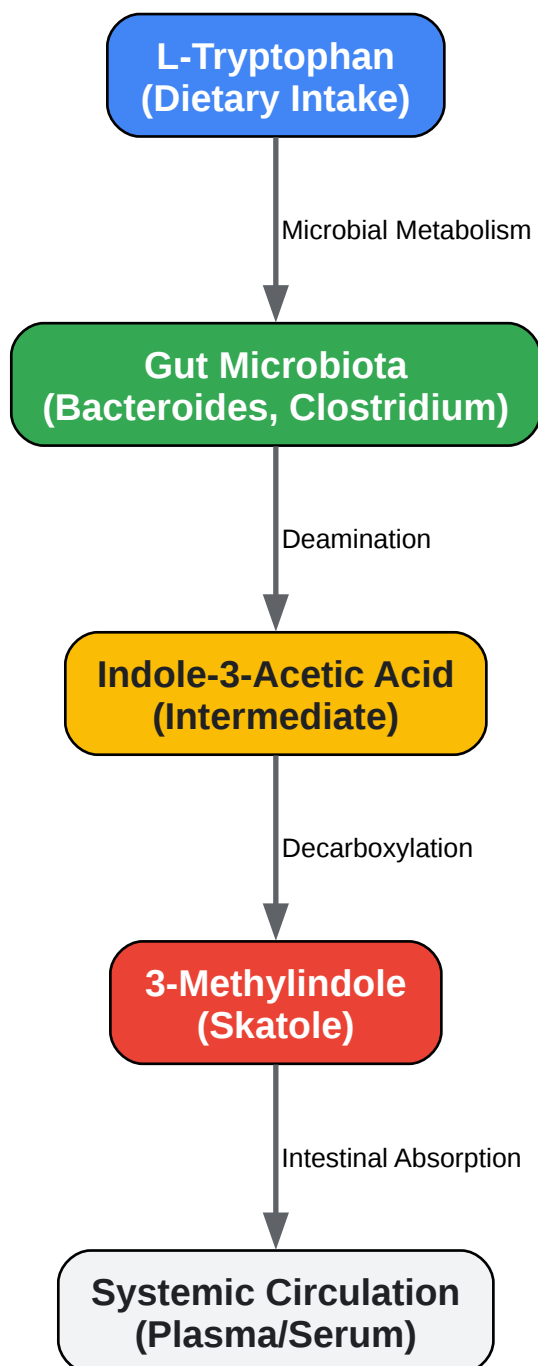 L-Tryptophan
(Dietary Intake)
Microbial Metabolism
Gut Microbiota
(Bacteroides, Clostridium)
Deamination
Indole-3-Acetic Acid
(Intermediate)
Decarboxylation
3-Methylindole
(Skatole)
Intestinal Absorption
Systemic Circulation
(Plasma/Serum)